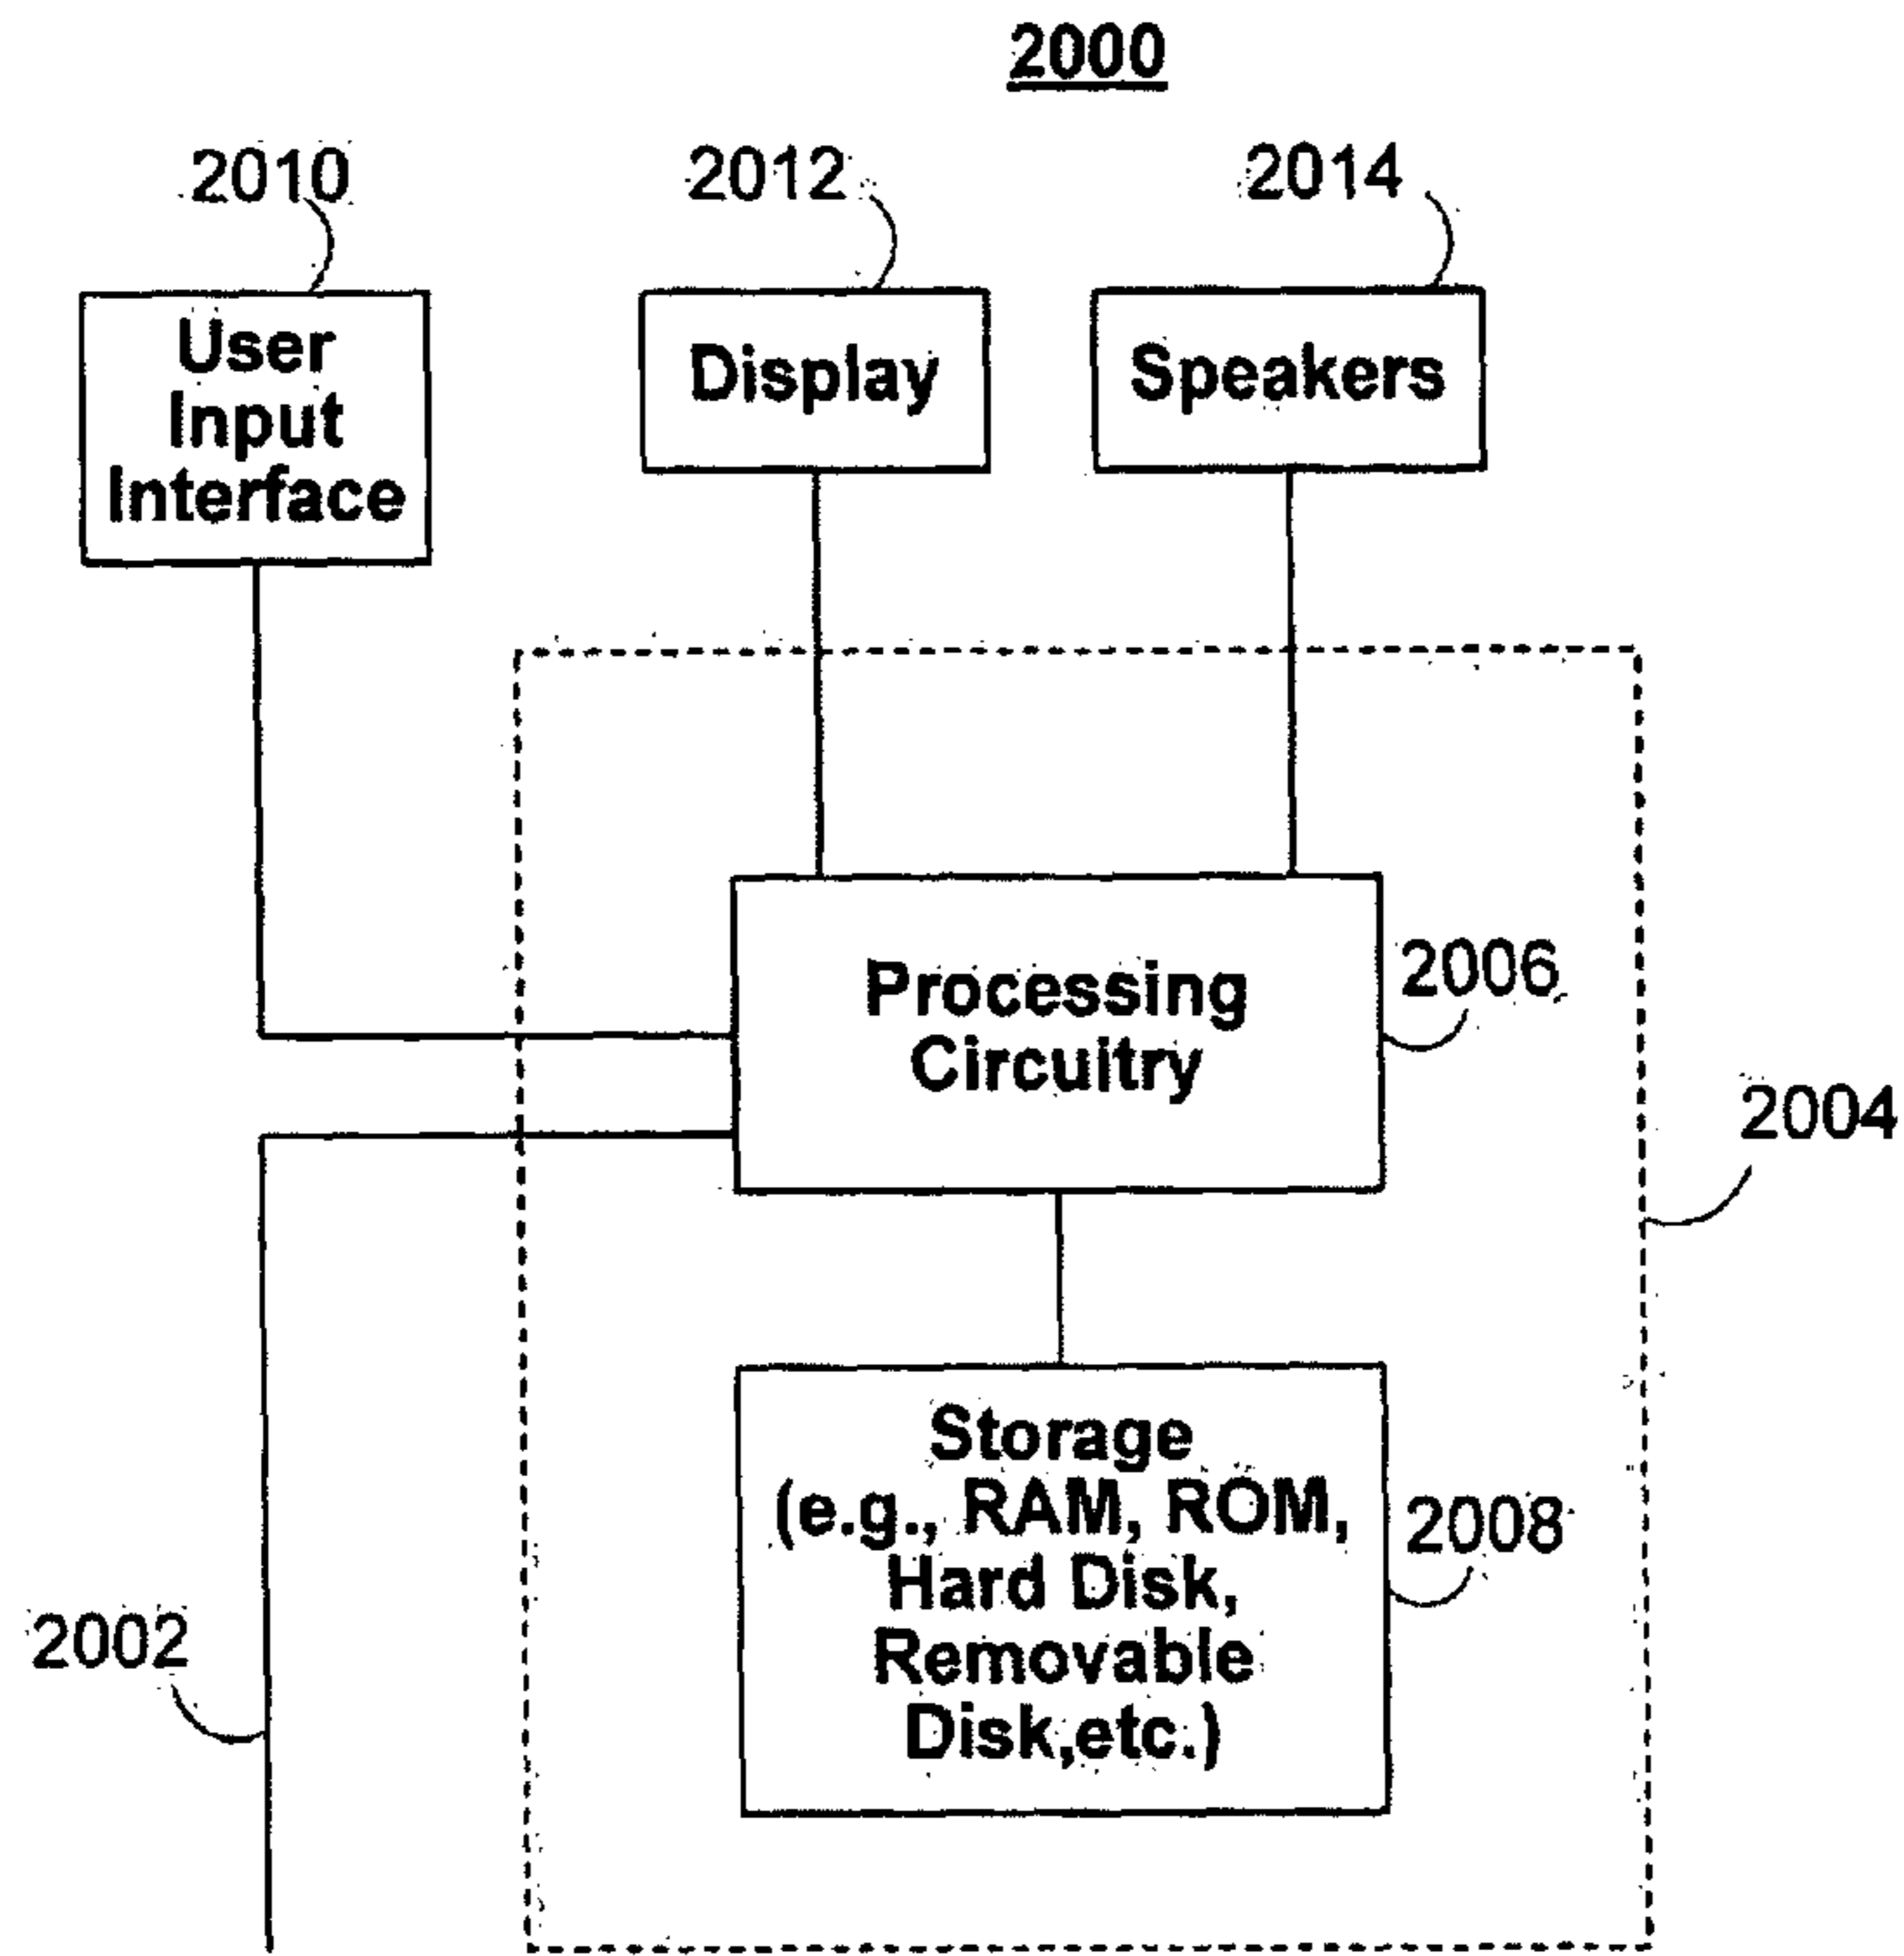 2000
2010
2012
2014
User
Input
Interface
Display
Speakers
Processing
Circuitry
2006
2004
Storage
(e.g., RAM, ROM,
Hard Disk,
Removable
Disk,etc.)
2008
2002